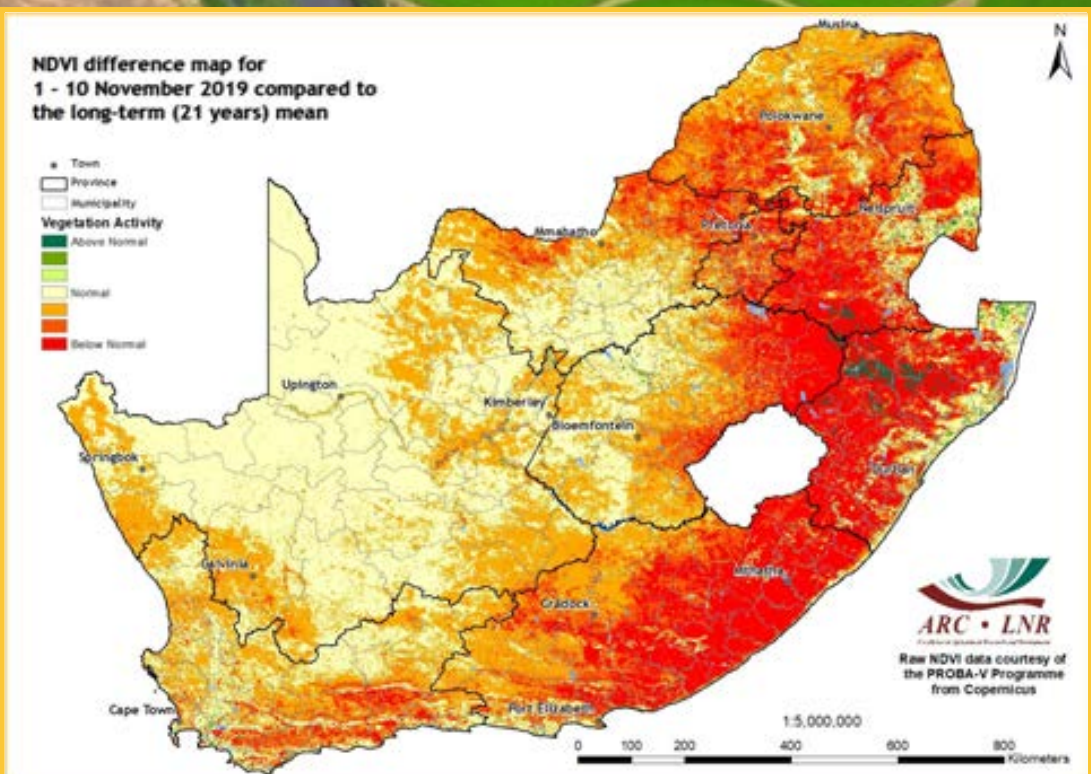 NDVI difference map for
1 - 10 November 2019 compared to
the long-term (21 years) mean
Town
Province
Municipality
Vegetation Activity
Above Normal
Normal
Below Normal
N
Musina
Polokwane
Nelspruit
Pretoria
Mmabatho
Upington
Kimberley
Bloemfontein
Springbok
Durban
Calvinia
Mthatha
Cradock
Cape Town
Port Elizabeth
ARC • LNR
Raw NDVI data courtesy of
the PROBA-V Programme
from Copernicus
1:5,000,000
0 100 200 400 600 800
Kilometers